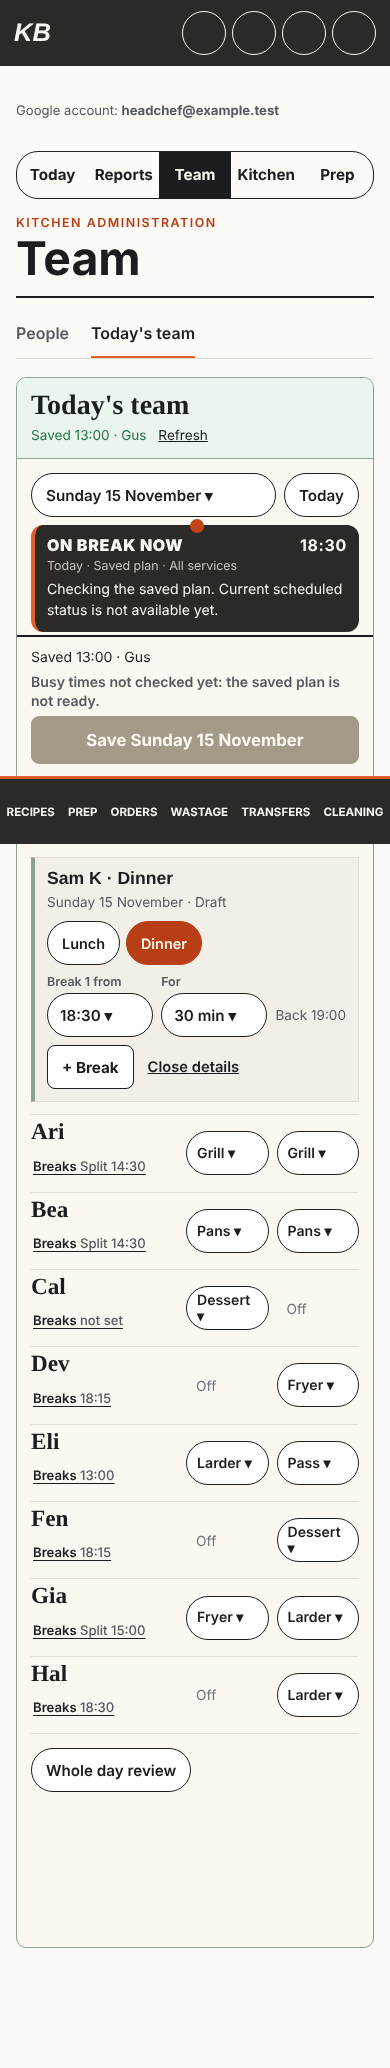 KB
Google account: headchef@example.test
Today Reports Team Kitchen Prep
KITCHEN ADMINISTRATION
Team
People Today's team
Today's team
Saved 13:00 · Gus Refresh
Sunday 15 November ▾ Today
ON BREAK NOW 18:30
Today · Saved plan · All services
Checking the saved plan. Current scheduled
status is not available yet.
Saved 13:00 · Gus
Busy times not checked yet: the saved plan is
not ready.
Save Sunday 15 November
RECIPES PREP ORDERS WASTAGE TRANSFERS CLEANING
Sam K · Dinner
Sunday 15 November · Draft
Lunch Dinner
Break 1 from For
18:30 ▾ 30 min ▾ Back 19:00
+ Break Close details
Ari
Breaks Split 14:30
Grill ▾ Grill ▾
Bea
Breaks Split 14:30
Pans ▾ Pans ▾
Cal
Breaks not set
Dessert ▾ Off
Dev
Breaks 18:15
Off Fryer ▾
Eli
Breaks 13:00
Larder ▾ Pass ▾
Fen
Breaks 18:15
Off Dessert ▾
Gia
Breaks Split 15:00
Fryer ▾ Larder ▾
Hal
Breaks 18:30
Off Larder ▾
Whole day review